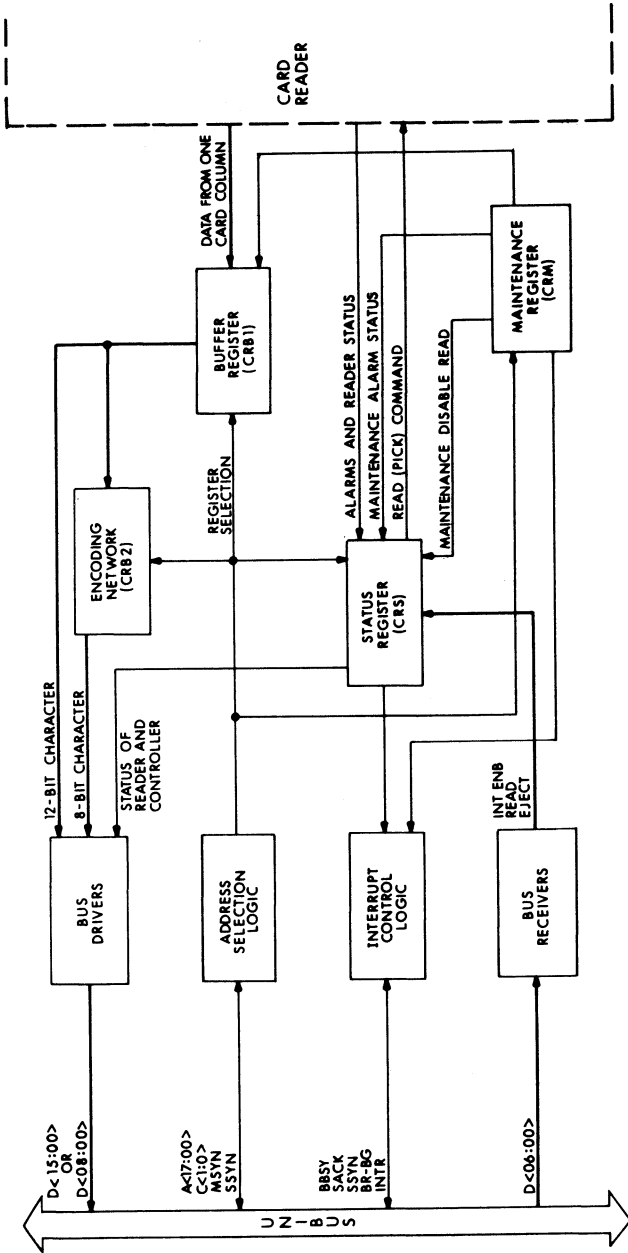 D<15:00>
OR
D<08:00>
BUS
DRIVERS
12-BIT CHARACTER
8-BIT CHARACTER
STATUS OF
READER AND
CONTROLLER
ENCODING
NETWORK
(CRB2)
BUFFER
REGISTER
(CRB1)
DATA FROM ONE
CARD COLUMN
CARD
READER
A<17:00>
C<1:0>
MSYN
SSYN
ADDRESS
SELECTION
LOGIC
REGISTER
SELECTION
UNIBUS
BBSY
SACK
SSYN
BR-BG
INTR
INTERRUPT
CONTROL
LOGIC
STATUS
REGISTER
(CRS)
ALARMS AND READER STATUS
MAINTENANCE ALARM STATUS
READ (PICK) COMMAND
MAINTENANCE DISABLE READ
D<06:00>
BUS
RECEIVERS
INT ENB
READ
EJECT
MAINTENANCE
REGISTER
(CRM)